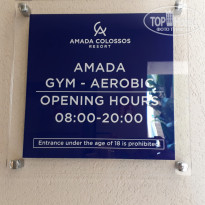 AMADA COLOSSOS
RESORT
AMADA
GYM - AEROBIC
OPENING HOURS
08:00-20:00
Entrance under the age of 18 is prohibited.